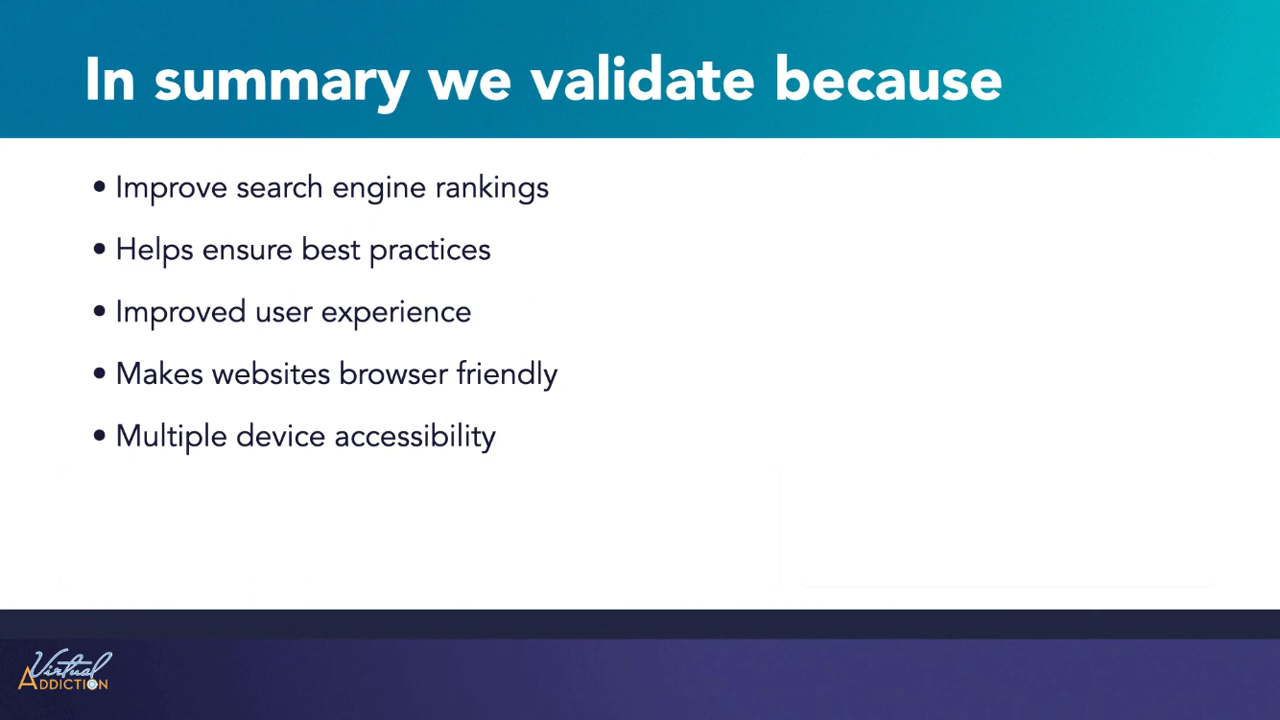 In summary we validate because
• Improve search engine rankings
• Helps ensure best practices
• Improved user experience
• Makes websites browser friendly
• Multiple device accessibility
Virtual
ADDICTION